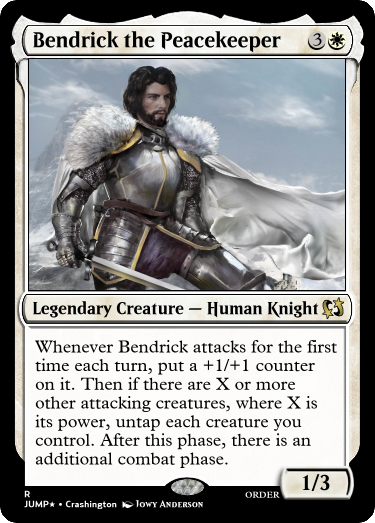 Bendrick the Peacekeeper 3
Legendary Creature — Human Knight
Whenever Bendrick attacks for the first
time each turn, put a +1/+1 counter
on it. Then if there are X or more
other attacking creatures, where X is
its power, untap each creature you
control. After this phase, there is an
additional combat phase.
1/3
R
ORDER
JUMP★ • Crashington Jowy Anderson